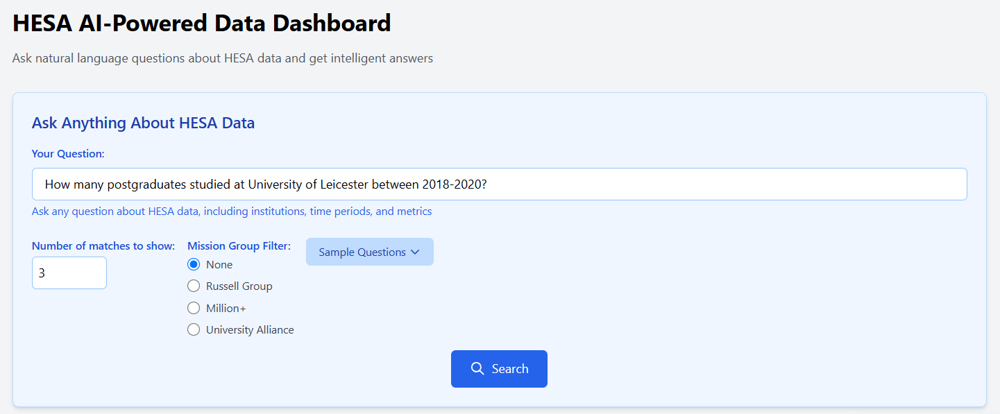 HESA AI-Powered Data Dashboard
Ask natural language questions about HESA data and get intelligent answers
Ask Anything About HESA Data
Your Question:
How many postgraduates studied at University of Leicester between 2018-2020?
Ask any question about HESA data, including institutions, time periods, and metrics
Number of matches to show:
3
Mission Group Filter:
None
Russell Group
Million+
University Alliance
Sample Questions
Search